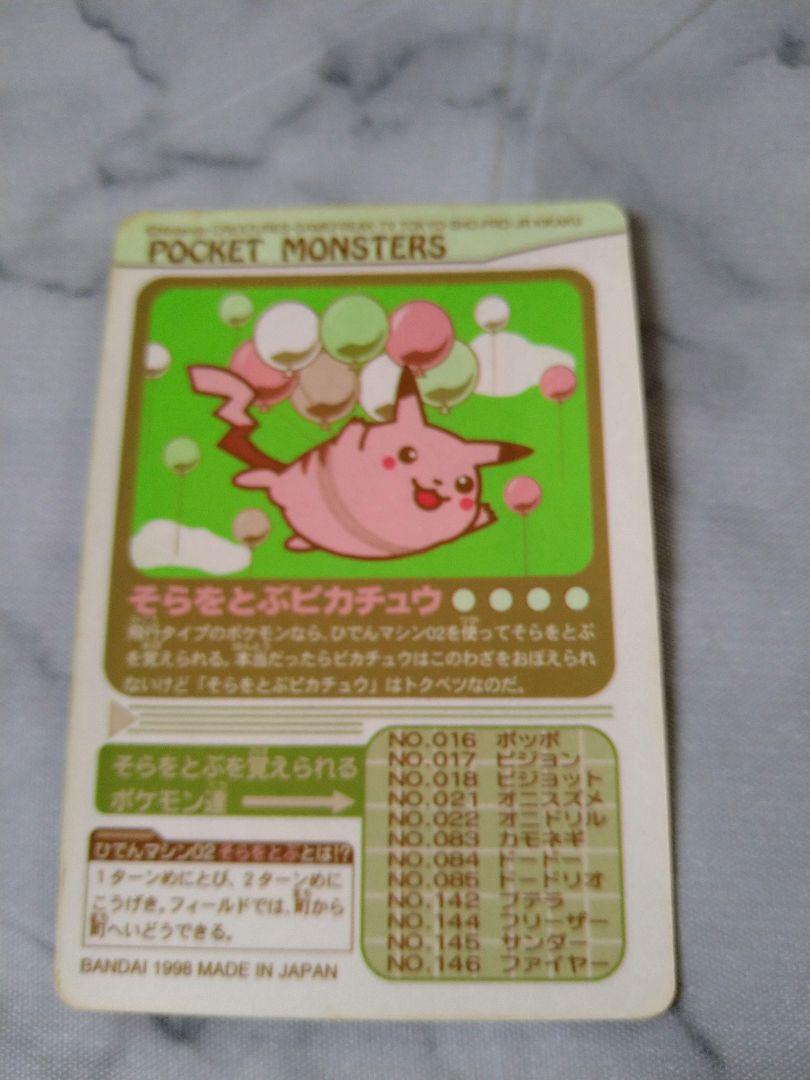 POCKET MONSTERS
そらをとぶピカチュウ
飛行タイプのポケモンなら、ひでんマシン02を使ってそらをとぶ
を覚えられる。本当だったらピカチュウはこのわざをおぼえられ
ないけど「そらをとぶピカチュウ」はトクベツなのだ。
そらをとぶを覚えられる
ポケモン達
NO.016 ポッポ
NO.017 ピジョン
NO.018 ピジョット
NO.021 オニスズメ
NO.022 オニドリル
NO.083 カモネギ
NO.084 ドードー
NO.085 ドードリオ
NO.142 プテラ
NO.144 フリーザー
NO.145 サンダー
NO.146 ファイヤー
ひでんマシン02 そらをとぶとは!?
1ターンめにとび、2ターンめに
こうげき。フィールドでは、町から
町へいどうできる。
BANDAI 1998 MADE IN JAPAN